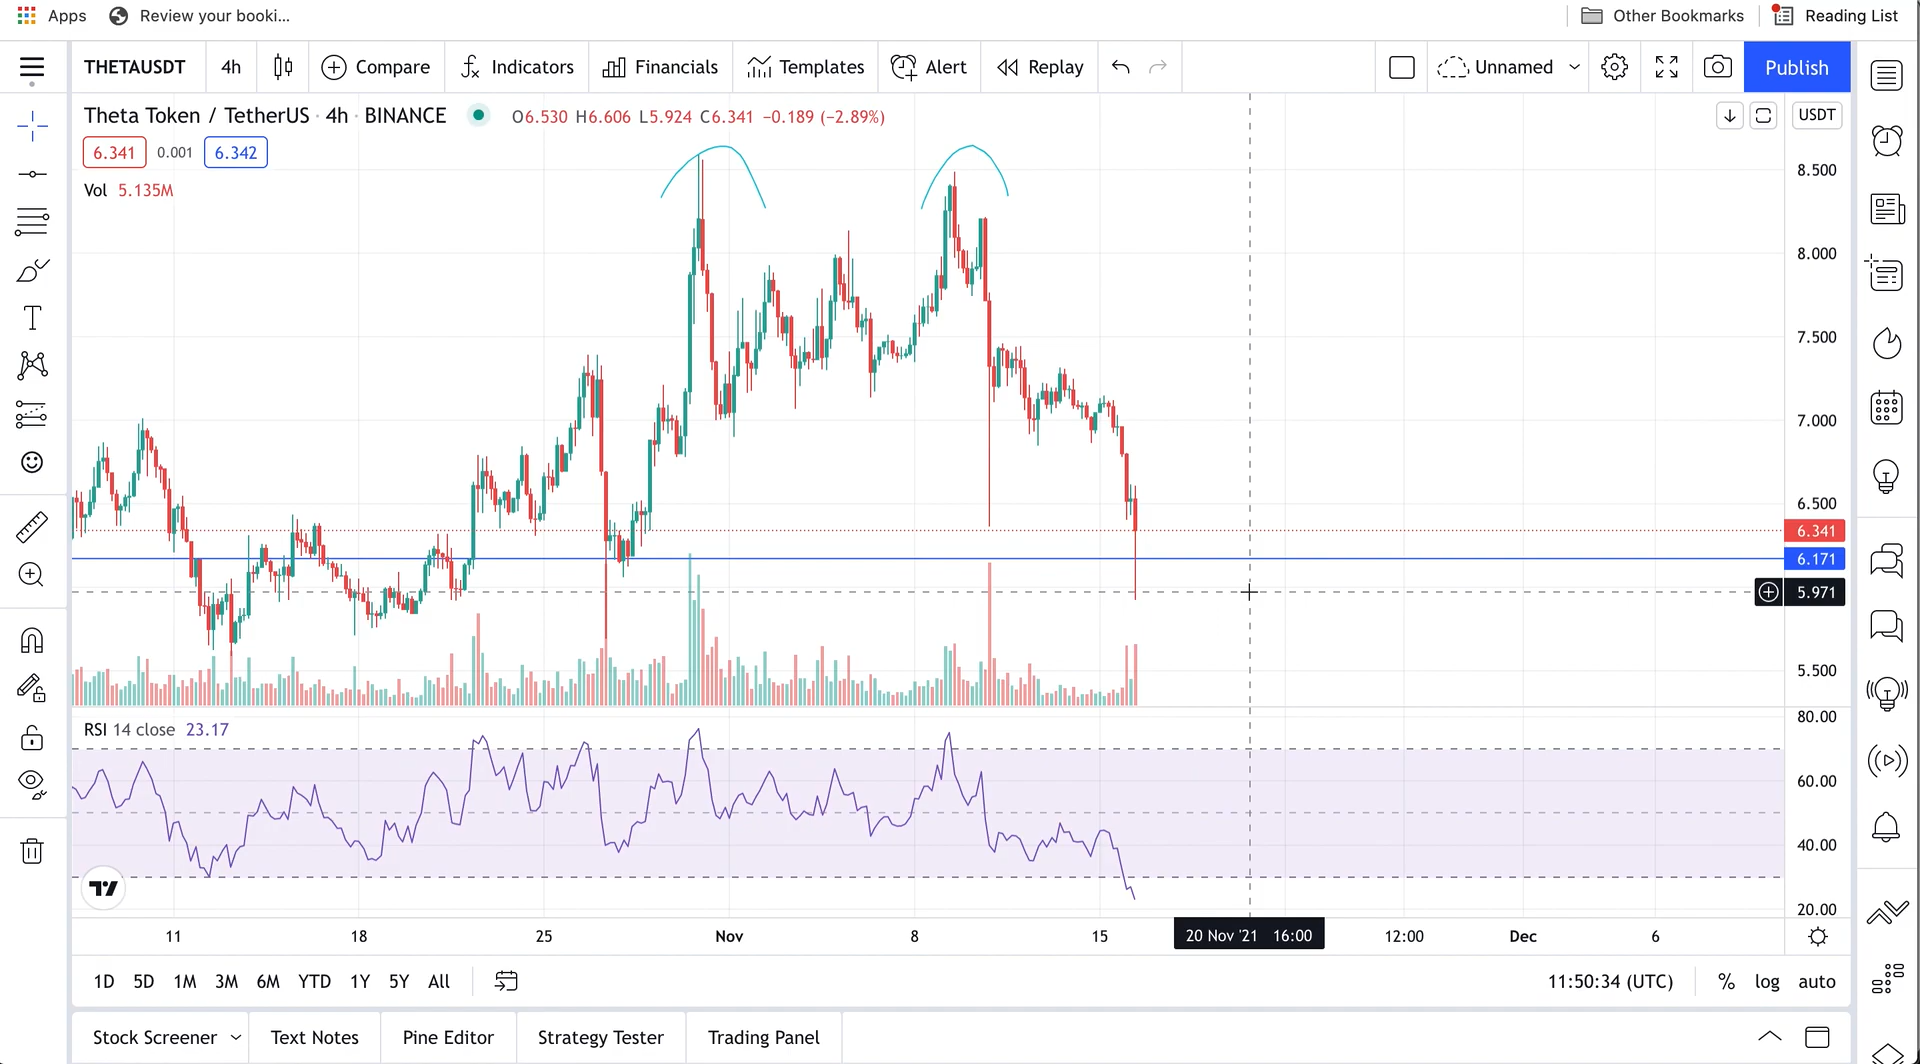 Apps Review your booki... Other Bookmarks Reading List
THETAUSDT 4h Compare Indicators Financials Templates Alert Replay Unnamed Publish
Theta Token / TetherUS · 4h · BINANCE O6.530 H6.606 L5.924 C6.341 −0.189 (−2.89%) USDT
6.341 0.001 6.342
Vol 5.135M
8.500
8.000
7.500
7.000
6.500
6.341
6.171
5.971
5.500
80.00
RSI 14 close 23.17
60.00
40.00
20.00
11 18 25 Nov 8 15 20 Nov '21 16:00 12:00 Dec 6
1D 5D 1M 3M 6M YTD 1Y 5Y All 11:50:34 (UTC) % log auto
Stock Screener Text Notes Pine Editor Strategy Tester Trading Panel